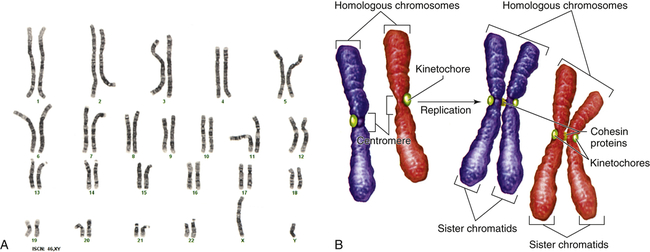 1 2 3 4 5
6 7 8 9 10 11 12
13 14 15 16 17 18
19 20 21 22 X Y
ISCN: 46,XY
A
Homologous chromosomes
Homologous chromosomes
Kinetochore
Replication
Centromere
Cohesin
proteins
Kinetochores
Sister chromatids
Sister chromatids
B